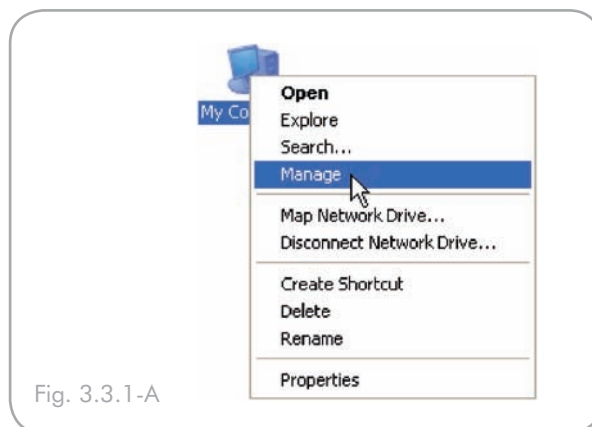 My Co
Open
Explore
Search...
Manage
Map Network Drive...
Disconnect Network Drive...
Create Shortcut
Delete
Rename
Properties
Fig. 3.3.1-A